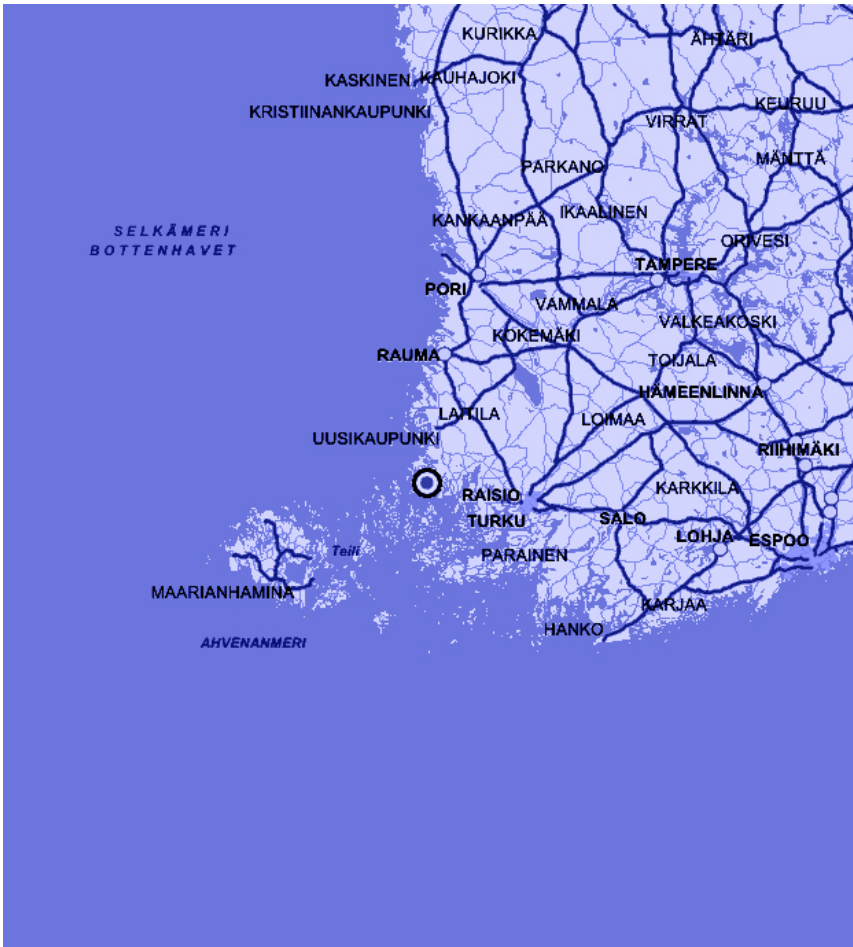 KURIKKA
ÄHTÄRI
KASKINEN
KAUHAJOKI
KRISTIINANKAUPUNKI
KEURUU
VIRRAT
MÄNTTÄ
PARKANO
IKAALINEN
KANKAANPÄÄ
SELKÄMERI
BOTTENHAVET
ORIVESI
TAMPERE
PORI
VAMMALA
VALKEAKOSKI
KOKEMÄKI
RAUMA
TOIJALA
HÄMEENLINNA
LAITILA
LOIMAA
UUSIKAUPUNKI
RIIHIMÄKI
RAISIO
KARKKILA
TURKU
SALO
LOHJA
ESPOO
Teili
PARAINEN
MAARIANHAMINA
KARJAA
HANKO
AHVENANMERI